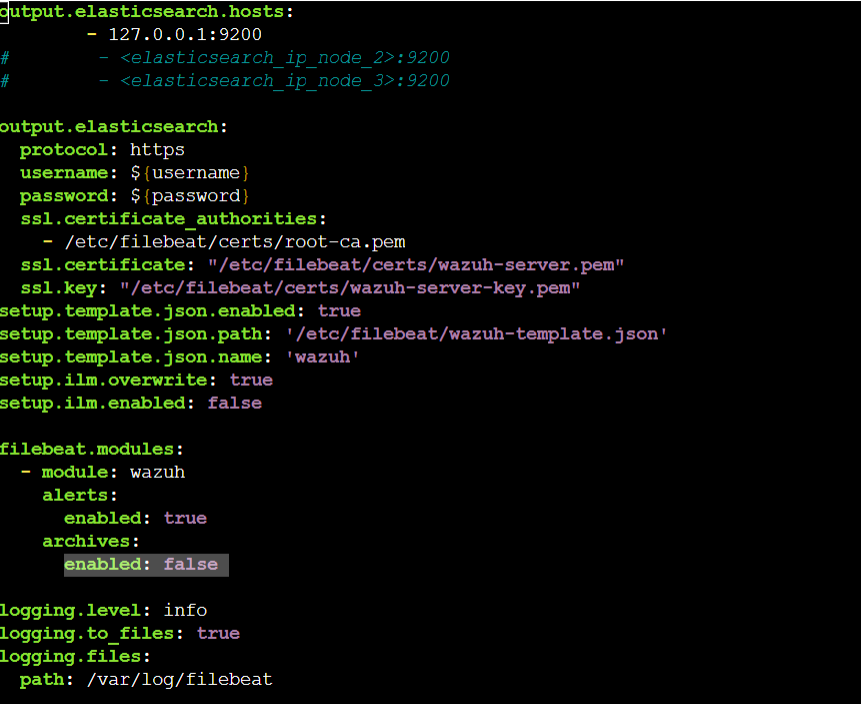 output.elasticsearch.hosts:
        - 127.0.0.1:9200
#        - <elasticsearch_ip_node_2>:9200
#        - <elasticsearch_ip_node_3>:9200

output.elasticsearch:
  protocol: https
  username: ${username}
  password: ${password}
  ssl.certificate_authorities:
    - /etc/filebeat/certs/root-ca.pem
  ssl.certificate: "/etc/filebeat/certs/wazuh-server.pem"
  ssl.key: "/etc/filebeat/certs/wazuh-server-key.pem"
setup.template.json.enabled: true
setup.template.json.path: '/etc/filebeat/wazuh-template.json'
setup.template.json.name: 'wazuh'
setup.ilm.overwrite: true
setup.ilm.enabled: false

filebeat.modules:
  - module: wazuh
    alerts:
      enabled: true
    archives:
      enabled: false

logging.level: info
logging.to_files: true
logging.files:
  path: /var/log/filebeat